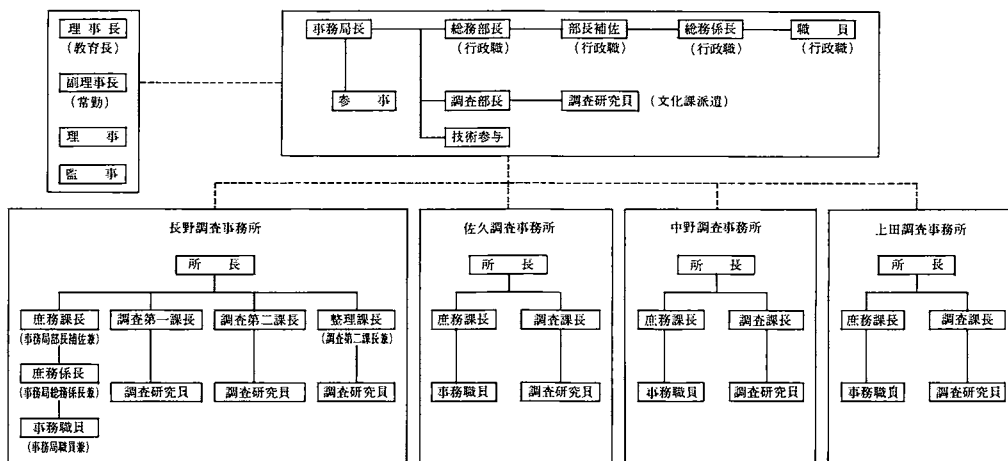 理事長
(教育長)
副理事長
(常勤)
理事
監事
事務局長 総務部長 部長補佐 総務係長 職員
(行政職) (行政職) (行政職) (行政職)
参事 調査部長 調査研究員 (文化課派遣)
技術参与
長野調査事務所
所長
庶務課長 調査第一課長 調査第二課長 整理課長
(事務局部長補佐兼) (調査第二課長兼)
庶務係長
(事務局総務係長兼)
調査研究員 調査研究員 調査研究員
事務職員
(事務局職員兼)
佐久調査事務所
所長
庶務課長 調査課長
事務職員 調査研究員
中野調査事務所
所長
庶務課長 調査課長
事務職員 調査研究員
上田調査事務所
所長
庶務課長 調査課長
事務職員 調査研究員